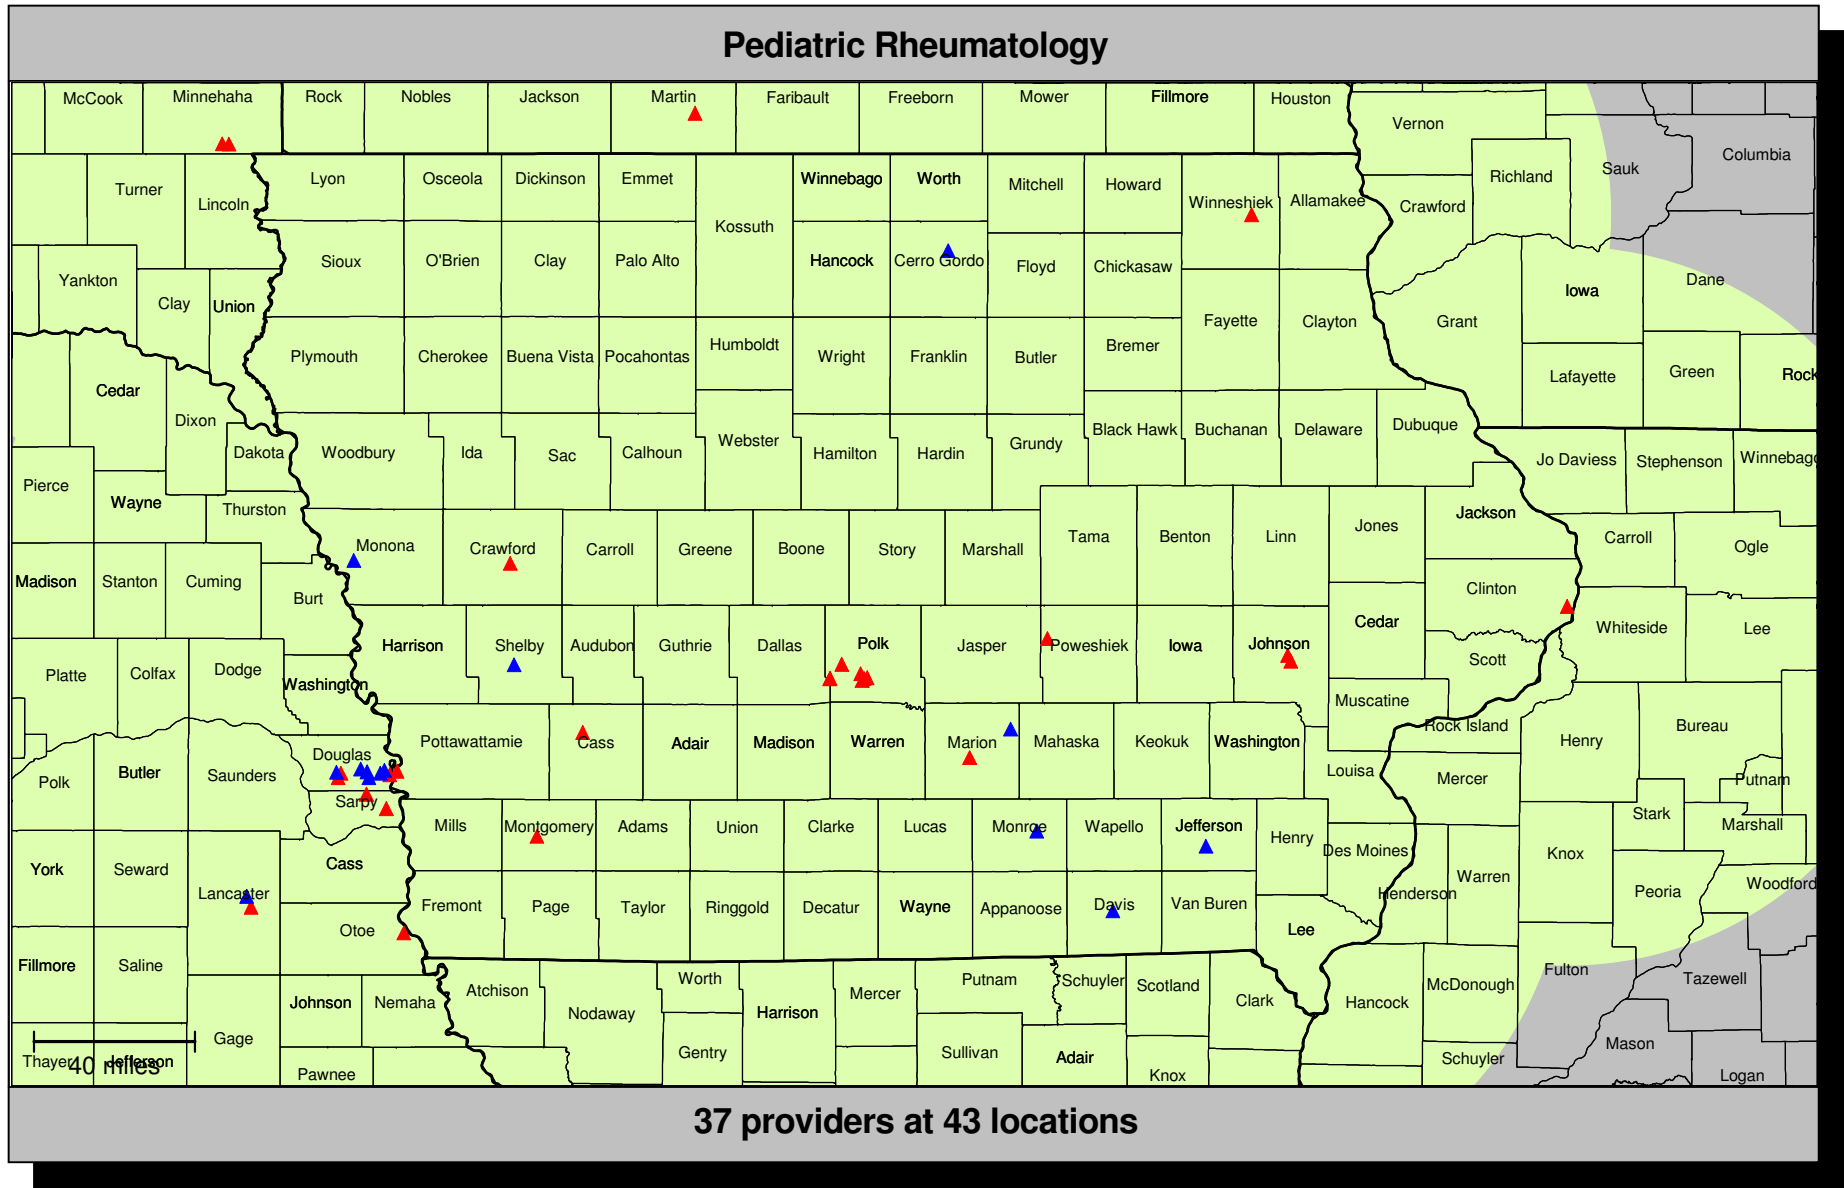 Pediatric Rheumatology
McCook Minnehaha Rock Nobles Jackson Martin Faribault Freeborn Mower Fillmore Houston
Vernon
Columbia
Sauk
Richland
Turner Lyon Osceola Dickinson Emmet Winnebago Worth Mitchell Howard
Lincoln Winneshiek Allamakee Crawford
Kossuth
Yankton Sioux O'Brien Clay Palo Alto Hancock Cerro Gordo Floyd Chickasaw Dane
Clay Union Iowa
Fayette Clayton Grant
Plymouth Cherokee Buena Vista Pocahontas Humboldt Wright Franklin Butler Bremer
Cedar Lafayette Green Rock
Dixon Dubuque
Dakota Woodbury Ida Sac Calhoun Webster Hamilton Hardin Grundy Black Hawk Buchanan Delaware
Jo Daviess Stephenson Winnebago
Pierce
Wayne Thurston Jackson
Monona Crawford Carroll Greene Boone Story Marshall Tama Benton Linn Jones Carroll Ogle
Madison Stanton Cuming Burt Clinton
Harrison Shelby Audubon Guthrie Dallas Polk Jasper Poweshiek Iowa Johnson Cedar Whiteside Lee
Platte Colfax Dodge Washington Scott
Muscatine
Pottawattamie Cass Adair Madison Warren Marion Mahaska Keokuk Washington Rock Island Henry Bureau
Douglas
Polk Butler Saunders Louisa Mercer Putnam
Sarpy
Mills Montgomery Adams Union Clarke Lucas Monroe Wapello Jefferson Henry Des Moines Stark Marshall
York Seward Cass Knox
Lancaster Warren Peoria Woodford
Henderson
Fremont Page Taylor Ringgold Decatur Wayne Appanoose Davis Van Buren
Otoe Lee
Fillmore Saline Fulton
Atchison Worth Putnam Schuyler Scotland McDonough Tazewell
Johnson Nemaha Nodaway Harrison Mercer Clark Hancock
Gage Gentry Sullivan Adair Mason
Thayer Jefferson Schuyler
40 miles
Pawnee Knox Logan
37 providers at 43 locations